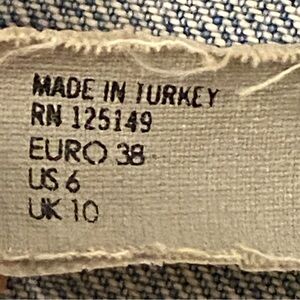 MADE IN TURKEY
RN 125149
EURO 38
US 6
UK 10